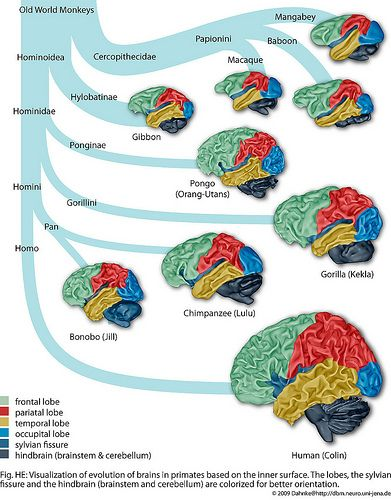 Old World Monkeys
Mangabey
Papionini
Baboon
Hominoidea
Cercopithecidae
Macaque
Hylobatinae
Hominidae
Gibbon
Ponginae
Pongo
(Orang-Utans)
Homini
Gorillini
Pan
Homo
Gorilla (Kekla)
Chimpanzee (Lulu)
Bonobo (Jill)
frontal lobe
pariatal lobe
temporal lobe
occupital lobe
sylvian fissure
hindbrain (brainstem & cerebellum)
Human (Colin)
Fig. HE: Visualization of evolution of brains in primates based on the inner surface. The lobes, the sylvian
fissure and the hindbrain (brainstem and cerebellum) are colorized for better orientation.
© 2009 Dahnke@http://dbm.neuro.uni-jena.de